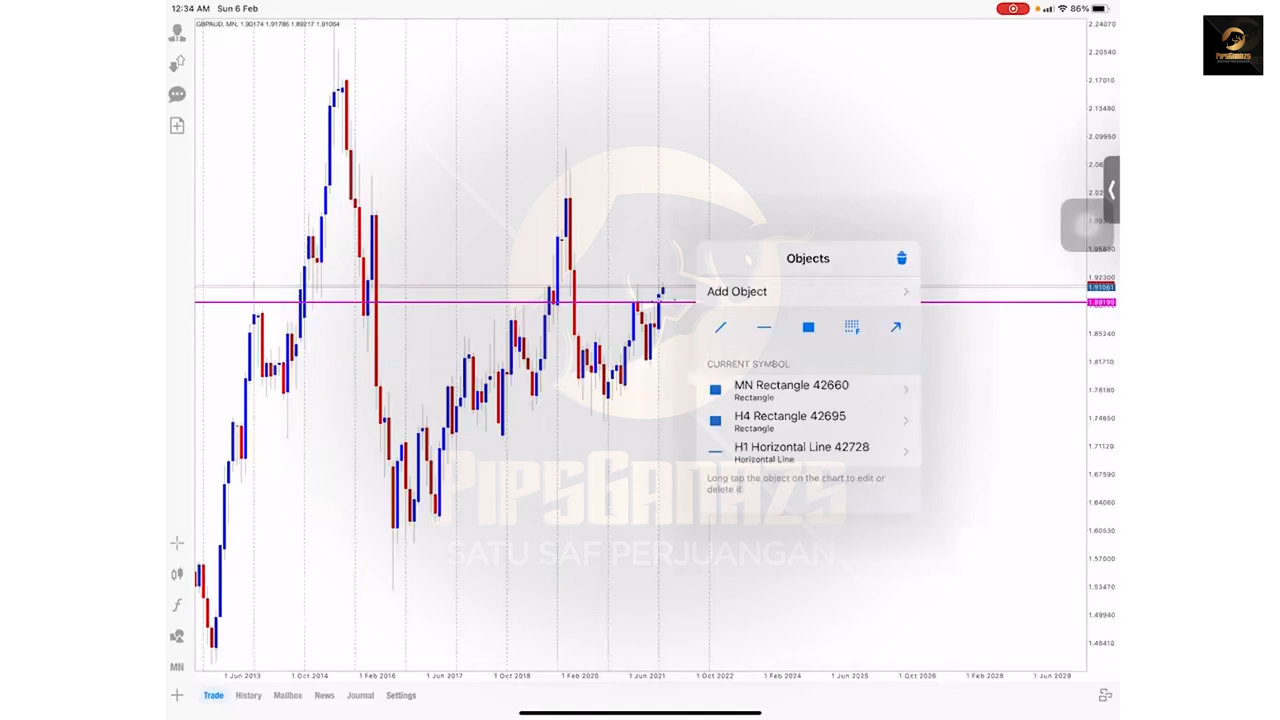 12:34 AM Sun 6 Feb
86%
GBPAUD, MN, 1.90174 1.91786 1.89217 1.91064
2.24070
2.20540
2.17010
2.13480
2.09950
1.92300
1.91061
1.89199
1.85240
1.81710
1.78180
1.74650
1.71120
1.67590
1.64060
1.60530
1.57000
1.53470
1.49940
1.46410
Objects
Add Object
F
CURRENT SYMBOL
MN Rectangle 42660
Rectangle
H4 Rectangle 42695
Rectangle
H1 Horizontal Line 42728
Horizontal Line
Long tap the object on the chart to edit or
delete it
PIPSGAMAZS
SATU SAF PERJUANGAN
PIPSGAMAZS
f
MN
1 Jun 2013
1 Oct 2014
1 Feb 2016
1 Jun 2017
1 Oct 2018
1 Feb 2020
1 Jun 2021
1 Oct 2022
1 Feb 2024
1 Jun 2025
1 Oct 2026
1 Feb 2028
1 Jun 2029
Trade
History
Mailbox
News
Journal
Settings